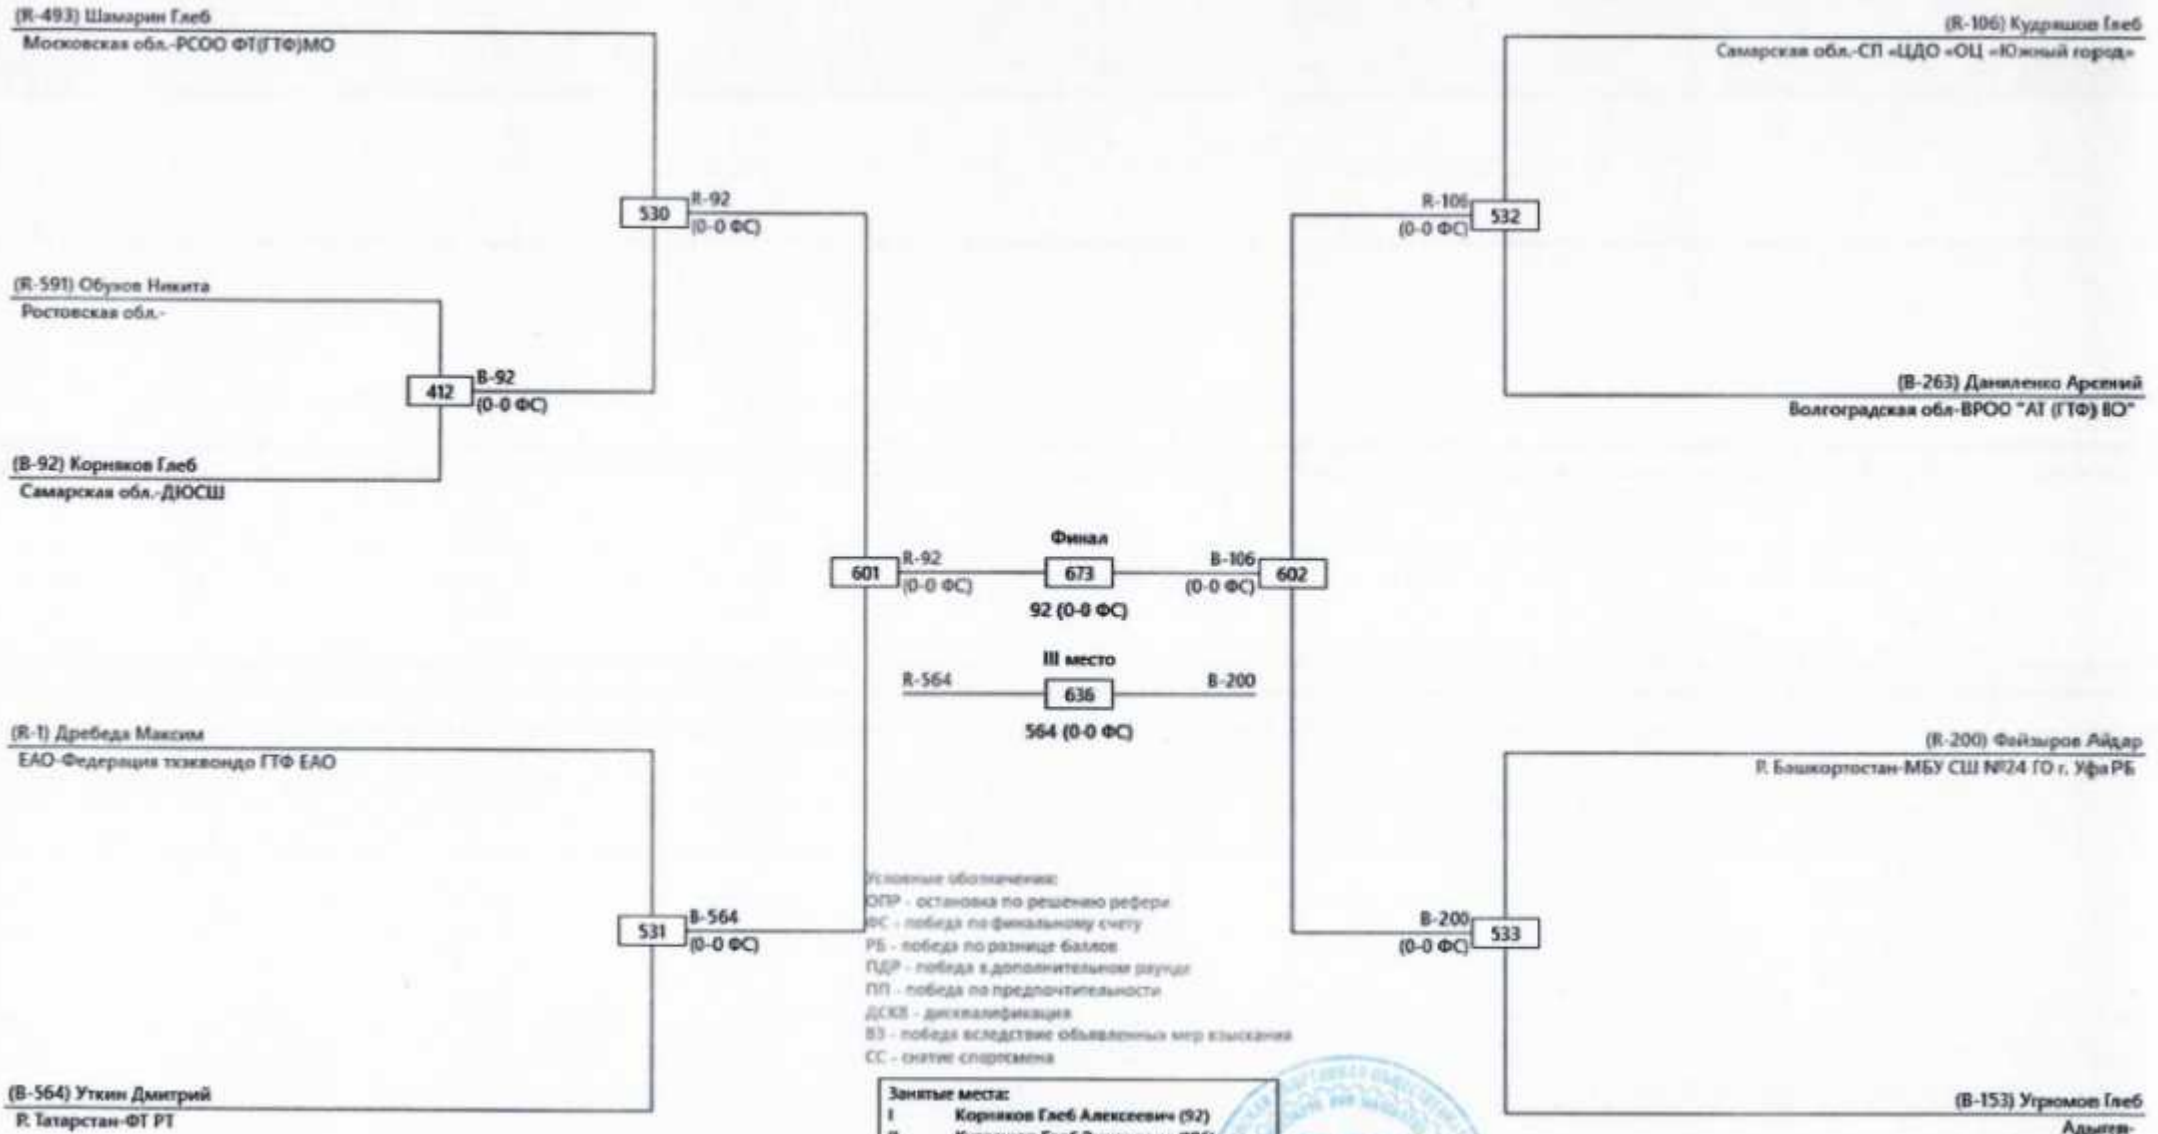 (R-493) Шамарин Глеб
Московская обл.-РСОО ФТ(ГТФ)МО
(R-106) Кудряшов Глеб
Самарская обл.-СП «ЦДО «ОЦ «Южный город»
530
R-92
(0-0 ФС)
R-106
(0-0 ФС)
532
(R-591) Обухов Никита
Ростовская обл.-
412
B-92
(0-0 ФС)
(B-263) Даниленко Арсений
Волгоградская обл-ВРОО "АТ (ГТФ) ВО"
(B-92) Корняков Глеб
Самарская обл.-ДЮСШ
Финал
601
R-92
(0-0 ФС)
673
B-106
(0-0 ФС)
602
92 (0-0 ФС)
III место
R-564
636
B-200
564 (0-0 ФС)
(R-1) Дребеда Максим
ЕАО-Федерация тхэквондо ГТФ ЕАО
(R-200) Файзыров Айдар
Р. Башкортостан-МБУ СШ №24 ГО г. Уфа РБ
531
B-564
(0-0 ФС)
B-200
(0-0 ФС)
533
Условные обозначения:
ОПР - остановка по решению рефери
ФС - победа по финальному счету
РБ - победа по разнице баллов
ПДР - победа в дополнительном раунде
ПП - победа по предпочтительности
ДСКВ - дисквалификация
ВЗ - победа вследствие объявленных мер взыскания
СС - снятие спортсмена
(B-564) Уткин Дмитрий
Р. Татарстан-ФТ РТ
Занятые места:
I Корняков Глеб Алексеевич (92)
(B-153) Угрюмов Глеб
Адыгея-